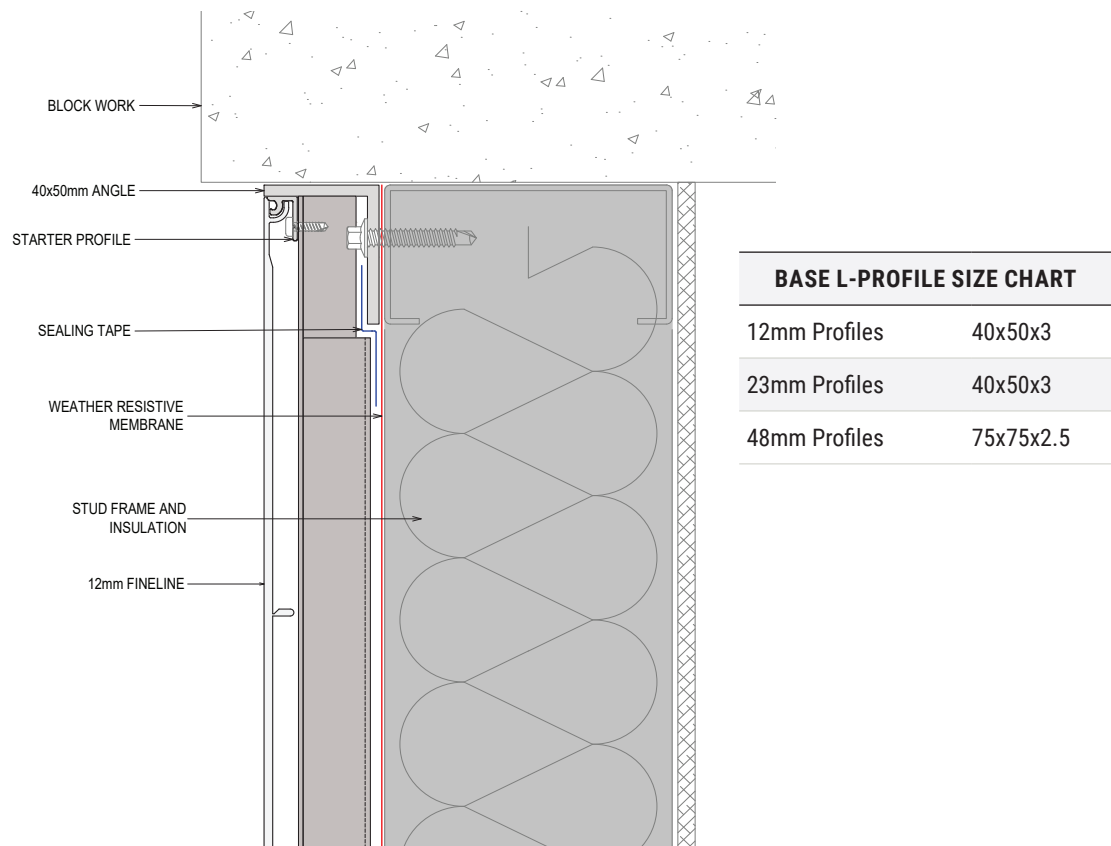 BLOCK WORK
40x50mm ANGLE
STARTER PROFILE
SEALING TAPE
WEATHER RESISTIVE
MEMBRANE
STUD FRAME AND
INSULATION
12mm FINELINE
BASE L-PROFILE SIZE CHART
12mm Profiles 40x50x3
23mm Profiles 40x50x3
48mm Profiles 75x75x2.5